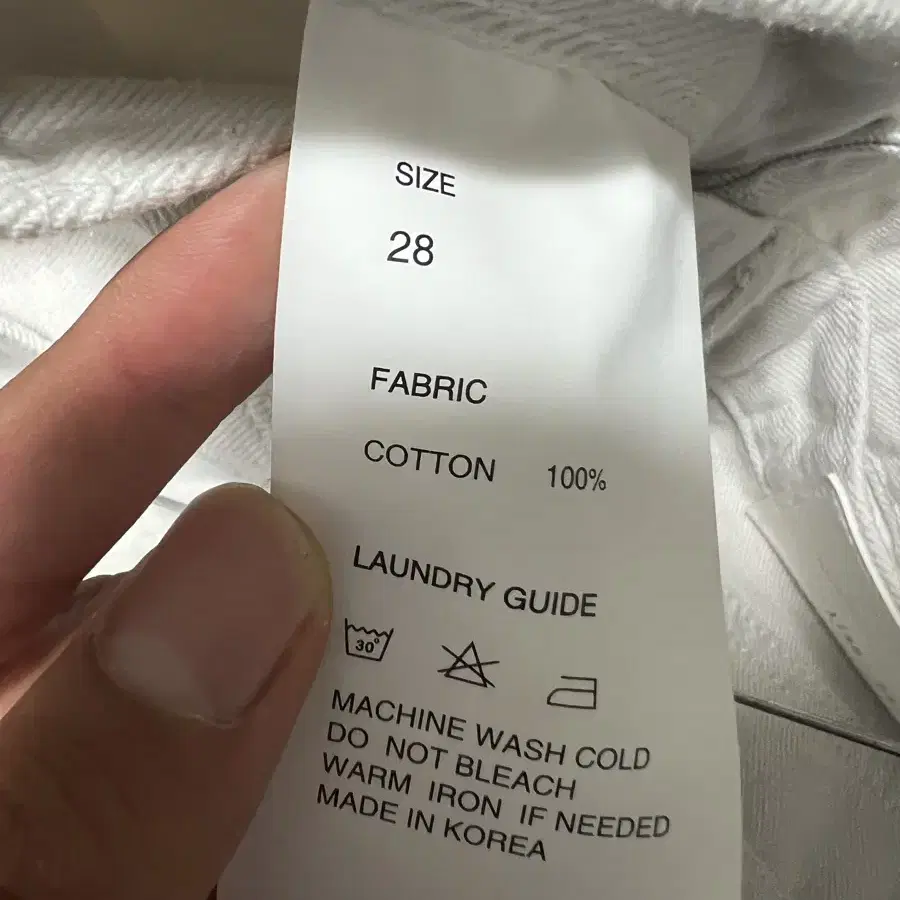 SIZE
28
FABRIC
COTTON 100%
LAUNDRY GUIDE
30°
MACHINE WASH COLD
DO NOT BLEACH
WARM IRON IF NEEDED
MADE IN KOREA